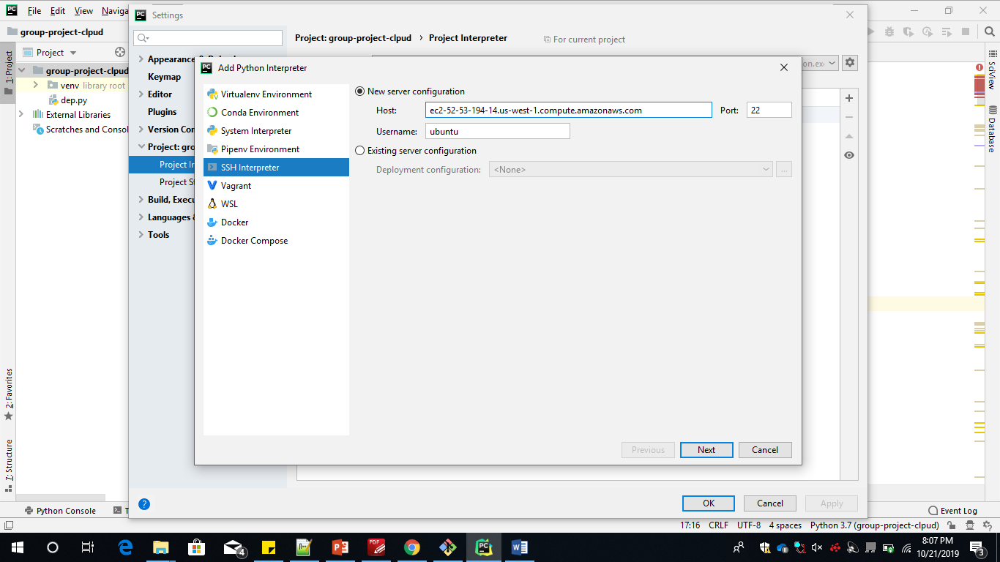 File Edit View Naviga
Settings
group-project-clpud
Project: group-project-clpud › Project Interpreter
For current project
Project
1: Project
Appearance & Behavior
Add Python Interpreter
on.exe
group-project-clpud
Keymap
venv library root
Editor
Virtualenv Environment
New server configuration
dep.py
Plugins
Conda Environment
Host: ec2-52-53-194-14.us-west-1.compute.amazonaws.com Port: 22
External Libraries
Version Con
System Interpreter
Username: ubuntu
Scratches and Consol
Project: gro
Pipenv Environment
Existing server configuration
Project In
SSH Interpreter
Deployment configuration: <None> ...
Project S
Vagrant
Build, Execu
WSL
Languages &
Docker
Tools
Docker Compose
SciView
Database
2: Favorites
7: Structure
Previous Next Cancel
? OK Cancel Apply
Python Console T
Event Log
17:16 CRLF UTF-8 4 spaces Python 3.7 (group-project-clpud)
4
8:07 PM
10/21/2019
3